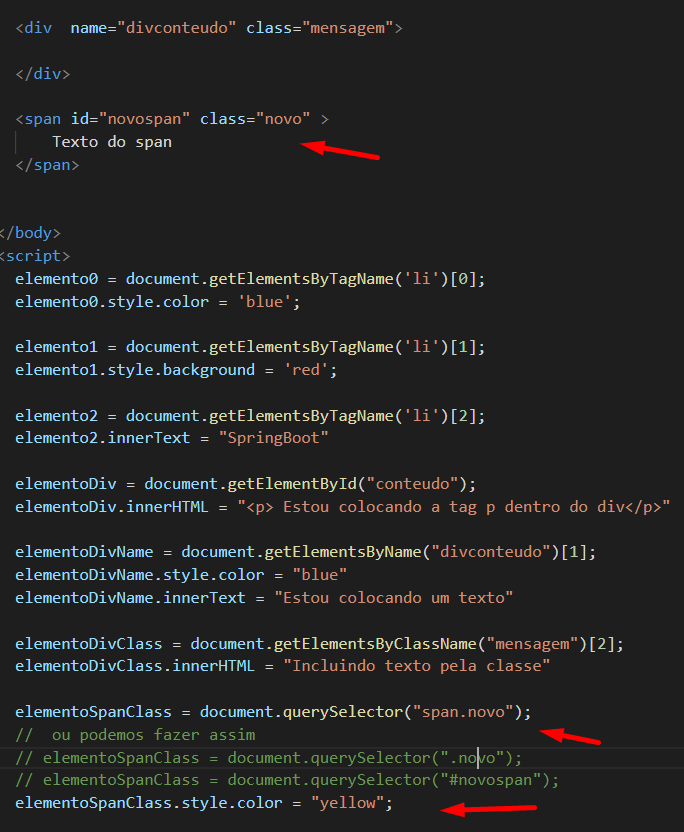 <div  name="divconteudo" class="mensagem">
</div>
<span id="novospan" class="novo" >
Texto do span
</span>
</body>
<script>
elemento0 = document.getElementsByTagName('li')[0];
elemento0.style.color = 'blue';
elemento1 = document.getElementsByTagName('li')[1];
elemento1.style.background = 'red';
elemento2 = document.getElementsByTagName('li')[2];
elemento2.innerText = "SpringBoot"
elementoDiv = document.getElementById("conteudo");
elementoDiv.innerHTML = "<p> Estou colocando a tag p dentro do div</p>"
elementoDivName = document.getElementsByName("divconteudo")[1];
elementoDivName.style.color = "blue"
elementoDivName.innerText = "Estou colocando um texto"
elementoDivClass = document.getElementsByClassName("mensagem")[2];
elementoDivClass.innerHTML = "Incluindo texto pela classe"
elementoSpanClass = document.querySelector("span.novo");
//  ou podemos fazer assim
// elementoSpanClass = document.querySelector(".novo");
// elementoSpanClass = document.querySelector("#novospan");
elementoSpanClass.style.color = "yellow";